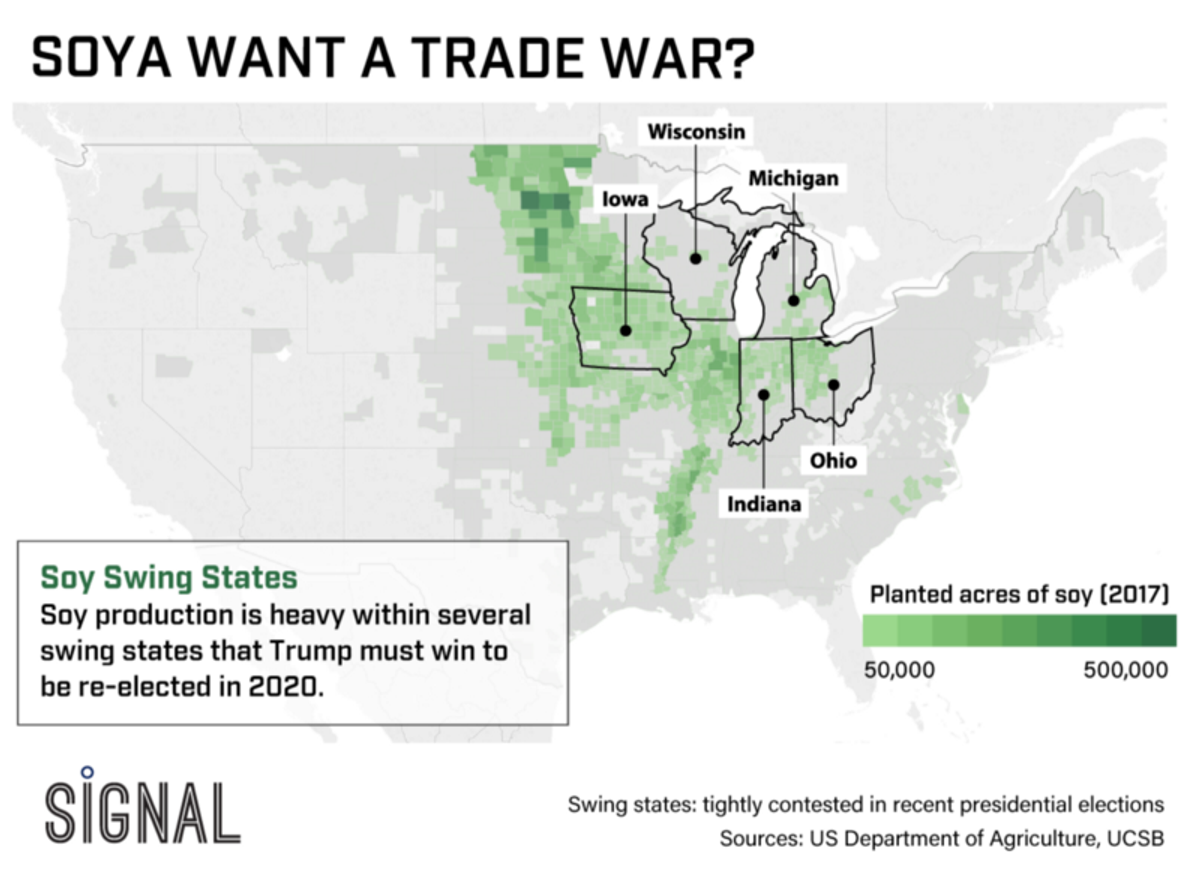 SOYA WANT A TRADE WAR?
Wisconsin
Michigan
Iowa
Ohio
Indiana
Soy Swing States
Soy production is heavy within several
swing states that Trump must win to
be re-elected in 2020.
Planted acres of soy (2017)
50,000 500,000
SIGNAL
Swing states: tightly contested in recent presidential elections
Sources: US Department of Agriculture, UCSB